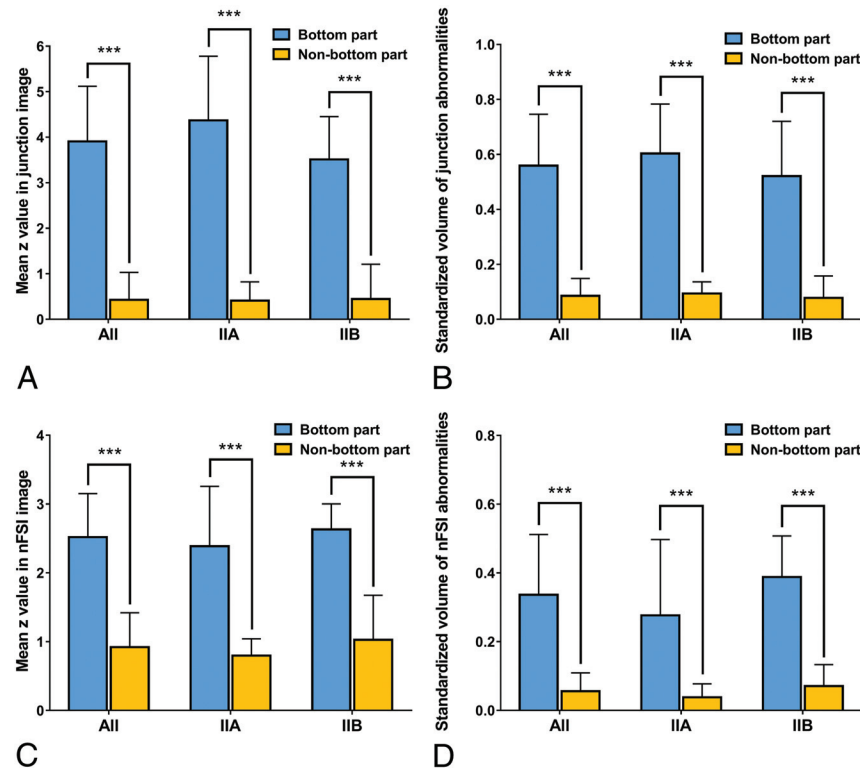 Mean z value in junction image
6
5
4
3
2
1
0
***
***
***
Bottom part
Non-bottom part
All
IIA
IIB
A
Standardized volume of junction abnormalities
1.0
0.8
0.6
0.4
0.2
0.0
***
***
***
Bottom part
Non-bottom part
All
IIA
IIB
B
Mean z value in nFSI image
4
3
2
1
0
***
***
***
Bottom part
Non-bottom part
All
IIA
IIB
C
Standardized volume of nFSI abnormalities
0.8
0.6
0.4
0.2
0.0
***
***
***
Bottom part
Non-bottom part
All
IIA
IIB
D